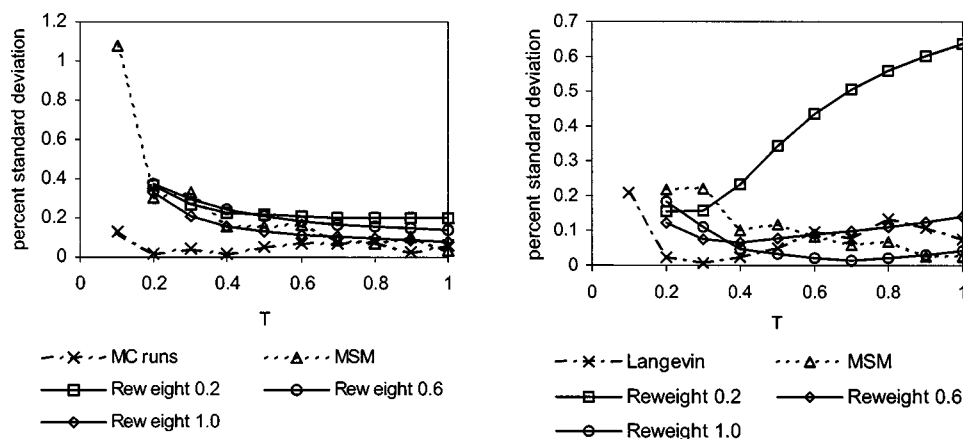 percent standard deviation
1.2
1
0.8
0.6
0.4
0.2
0
0 0.2 0.4 0.6 0.8 1
T
MC runs MSM
Rew eight 0.2 Rew eight 0.6
Rew eight 1.0
percent standard deviation
0.7
0.6
0.5
0.4
0.3
0.2
0.1
0
0 0.2 0.4 0.6 0.8 1
T
Langevin MSM
Reweight 0.2 Reweight 0.6
Reweight 1.0